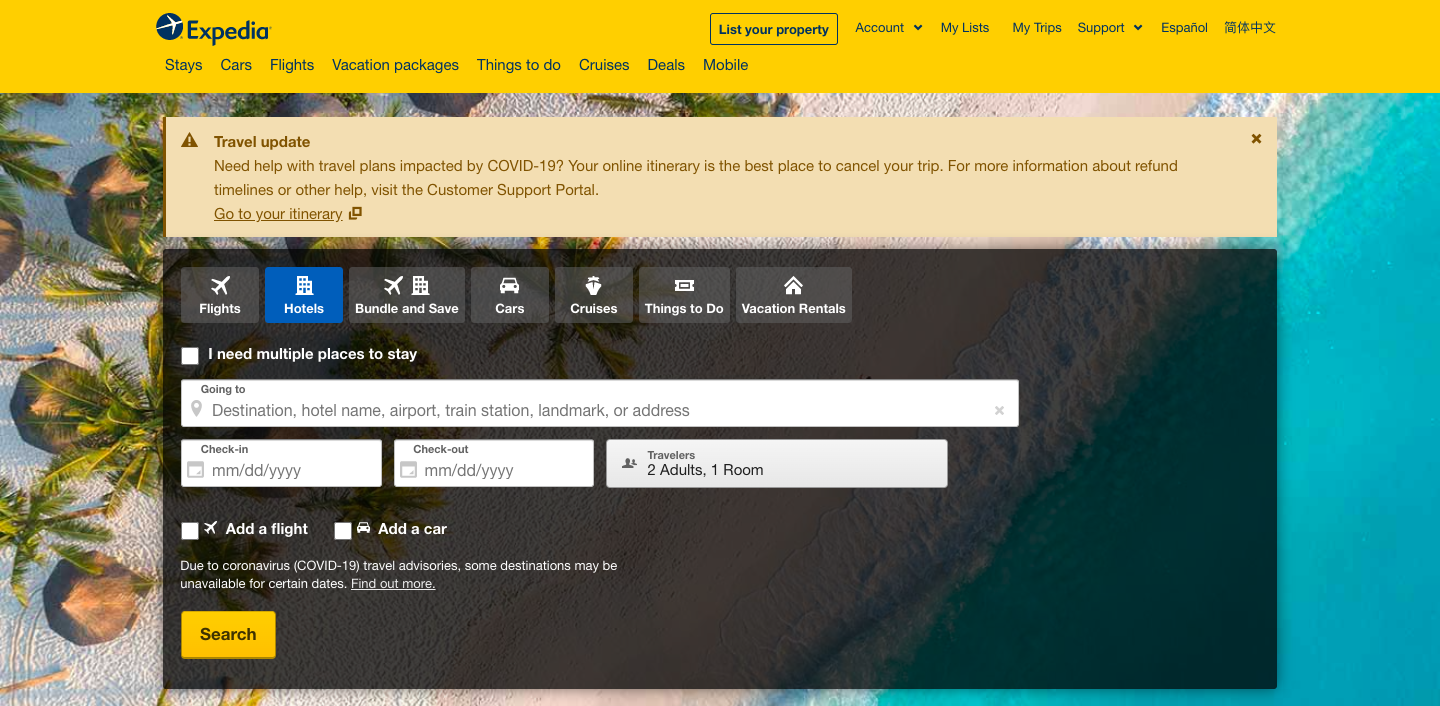 Expedia
List your property
Account
My Lists
My Trips
Support
Español
简体中文
Stays
Cars
Flights
Vacation packages
Things to do
Cruises
Deals
Mobile
Travel update
Need help with travel plans impacted by COVID-19? Your online itinerary is the best place to cancel your trip. For more information about refund
timelines or other help, visit the Customer Support Portal.
Go to your itinerary
Flights
Hotels
Bundle and Save
Cars
Cruises
Things to Do
Vacation Rentals
I need multiple places to stay
Going to
Destination, hotel name, airport, train station, landmark, or address
Check-in
mm/dd/yyyy
Check-out
mm/dd/yyyy
Travelers
2 Adults, 1 Room
Add a flight
Add a car
Due to coronavirus (COVID-19) travel advisories, some destinations may be
unavailable for certain dates. Find out more.
Search